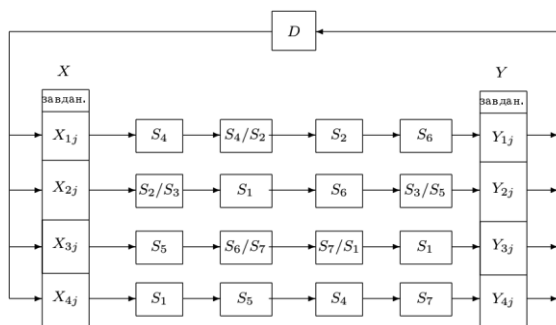 D
X Y
завдан. завдан.
X1j S4 S4/S2 S2 S6 Y1j
X2j S2/S3 S1 S6 S3/S5 Y2j
X3j S5 S6/S7 S7/S1 S1 Y3j
X4j S1 S5 S4 S7 Y4j